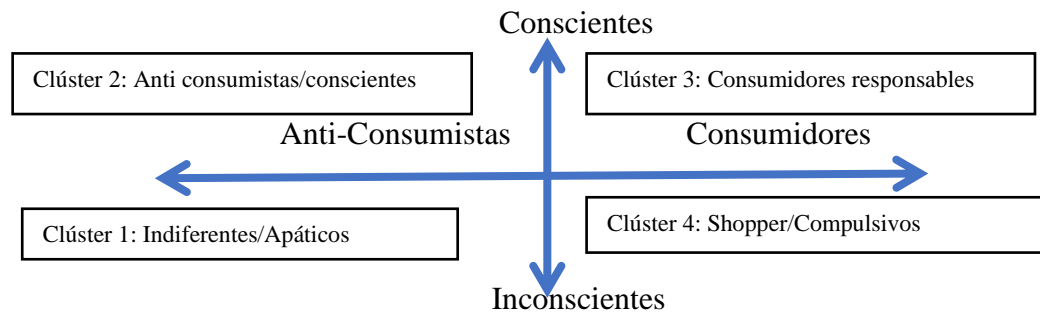 Conscientes
Clúster 2: Anti consumistas/conscientes
Clúster 3: Consumidores responsables
Anti-Consumistas
Consumidores
Clúster 1: Indiferentes/Apáticos
Clúster 4: Shopper/Compulsivos
Inconscientes